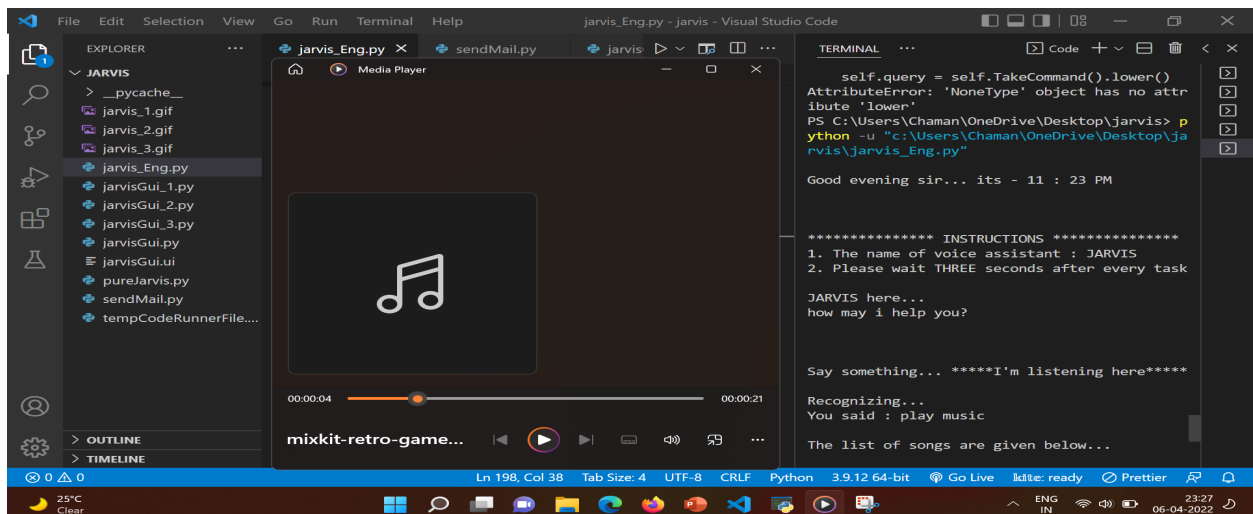 File Edit Selection View Go Run Terminal Help jarvis_Eng.py - jarvis - Visual Studio Code
EXPLORER ...
JARVIS
__pycache__
jarvis_1.gif
jarvis_2.gif
jarvis_3.gif
jarvis_Eng.py
jarvisGui_1.py
jarvisGui_2.py
jarvisGui_3.py
jarvisGui.py
jarvisGui.ui
pureJarvis.py
sendMail.py
tempCodeRunnerFile....
OUTLINE
TIMELINE
1
jarvis_Eng.py sendMail.py jarvis ...
Media Player
00:00:04 00:00:21
mixkit-retro-game... ...
TERMINAL ... Code
self.query = self.TakeCommand().lower()
AttributeError: 'NoneType' object has no attr
ibute 'lower'
PS C:\Users\Chaman\OneDrive\Desktop\jarvis> p
ython -u "c:\Users\Chaman\OneDrive\Desktop\ja
rvis\jarvis_Eng.py"
Good evening sir... its - 11 : 23 PM
*************** INSTRUCTIONS ***************
1. The name of voice assistant : JARVIS
2. Please wait THREE seconds after every task
JARVIS here...
how may i help you?
Say something... *****I'm listening here*****
Recognizing...
You said : play music
The list of songs are given below...
0 0 Ln 198, Col 38 Tab Size: 4 UTF-8 CRLF Python 3.9.12 64-bit Go Live kite: ready Prettier
25°C
Clear
ENG
IN
23:27
06-04-2022